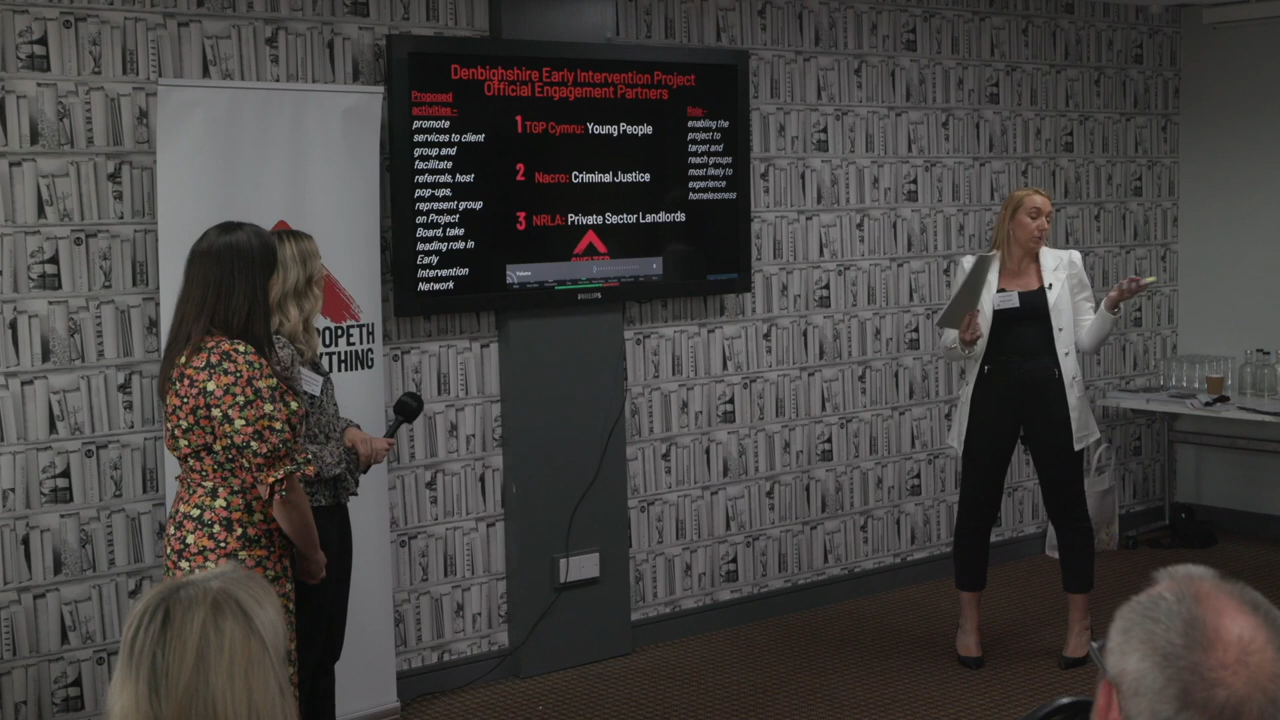 Denbighshire Early Intervention Project
Official Engagement Partners
Proposed
activities -
promote
services to client
group and
facilitate
referrals, host
pop-ups,
represent group
on Project
Board, take
leading role in
Early
Intervention
Network
1 TGP Cymru: Young People
2 Nacro: Criminal Justice
3 NRLA: Private Sector Landlords
SHELTER
Volume
Role -
enabling the
project to
target and
reach groups
most likely to
experience
homelessness
PHILIPS
OPETH
THING